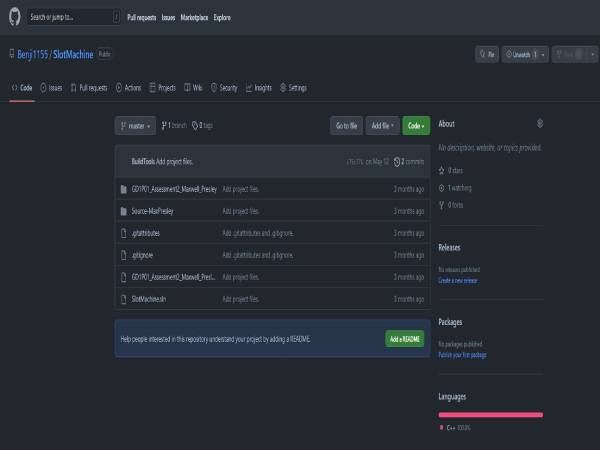 Search or jump to... /
Pull requests Issues Marketplace Explore
Benji1155 / SlotMachine Public
Pin Unwatch 1
Code Issues Pull requests Actions Projects Wiki Security Insights Settings
master 1 branch 0 tags Go to file Add file Code
BuildTools Add project files. on May 12 2 commits
GD1P01_Assessment2_Maxwell_Presley Add project files. 3 months ago
Source-MaxPresley Add project files. 3 months ago
.gitattributes Add .gitattributes and .gitignore. 3 months ago
.gitignore Add .gitattributes and .gitignore. 3 months ago
GD1P01_Assessment2_Maxwell_Presl... Add project files. 3 months ago
SlotMachine.sln Add project files. 3 months ago
Help people interested in this repository understand your project by adding a README. Add a README
About
No description, website, or topics provided.
0 stars
1 watching
0 forks
Releases
No releases published
Create a new release
Packages
No packages published
Publish your first package
Languages
C++ 100.0%